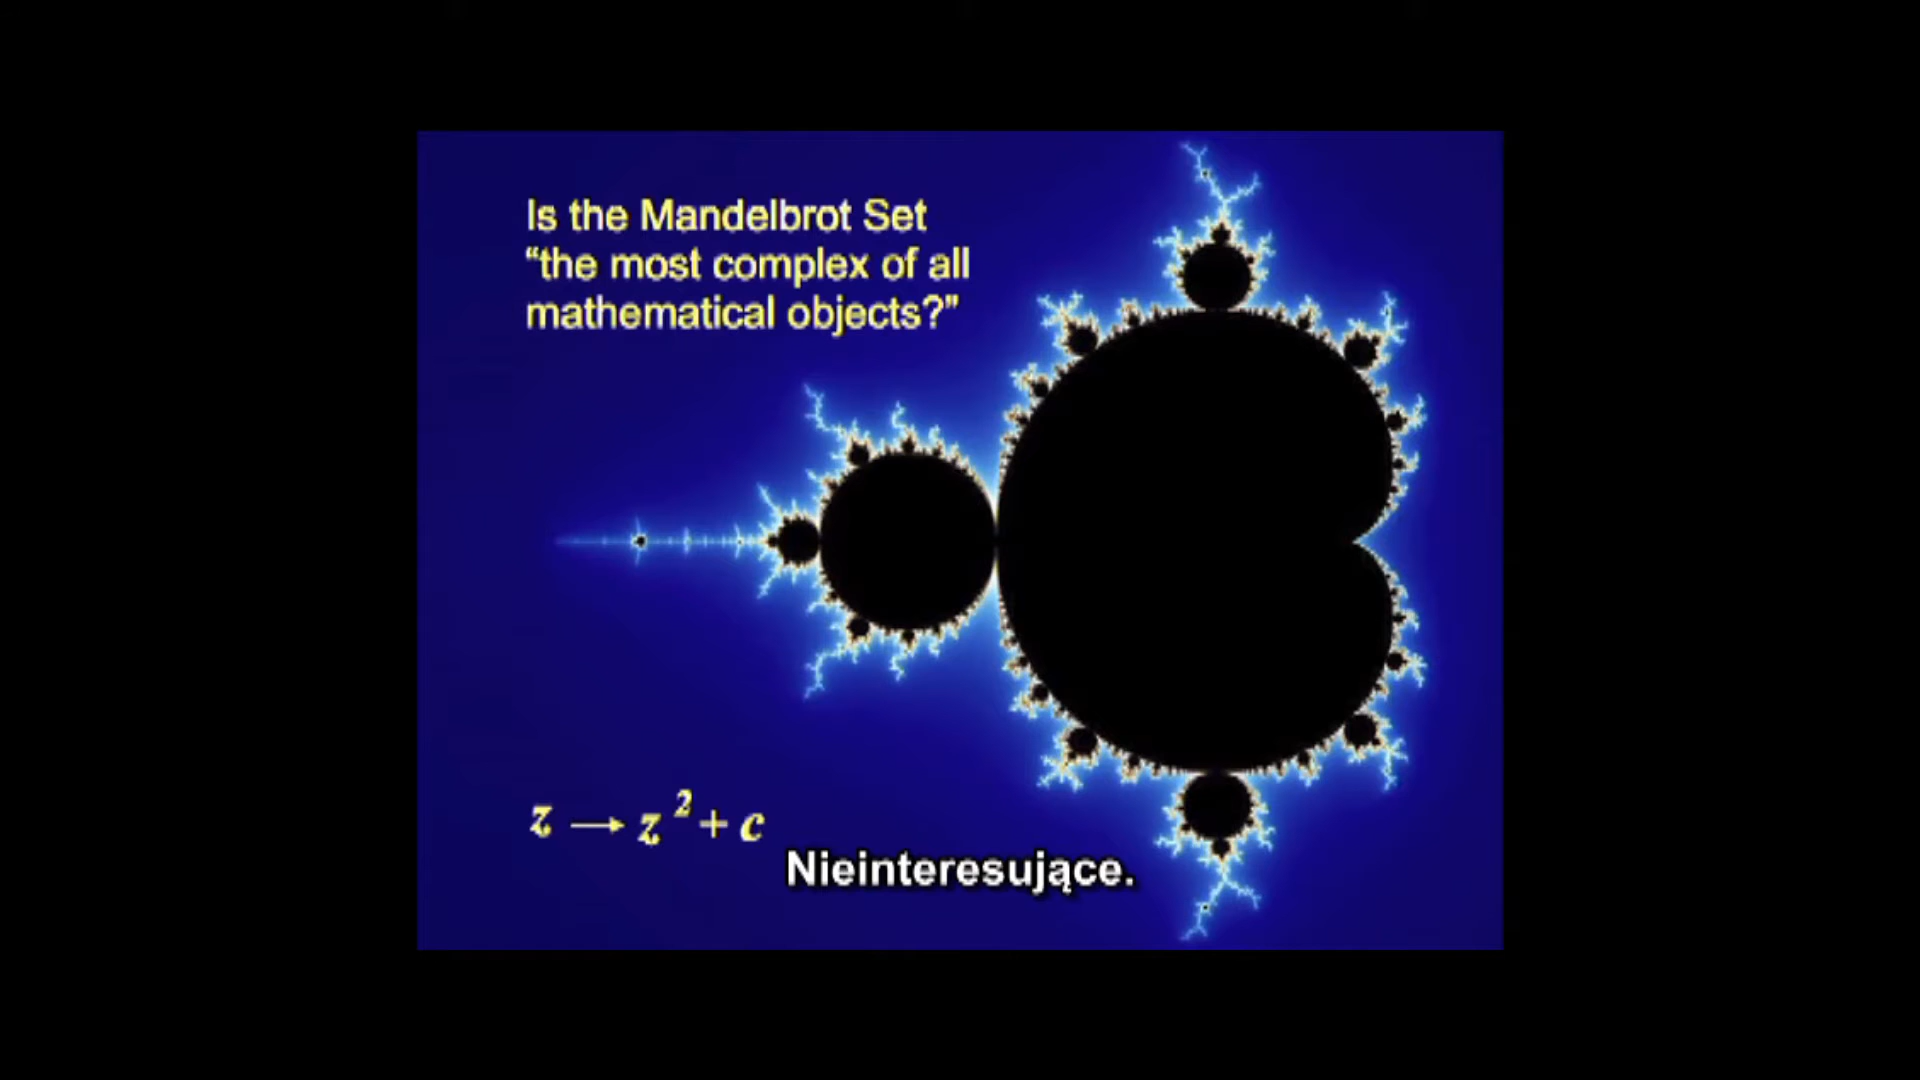 Is the Mandelbrot Set
“the most complex of all
mathematical objects?”
z → z² + c
Nieinteresujące.